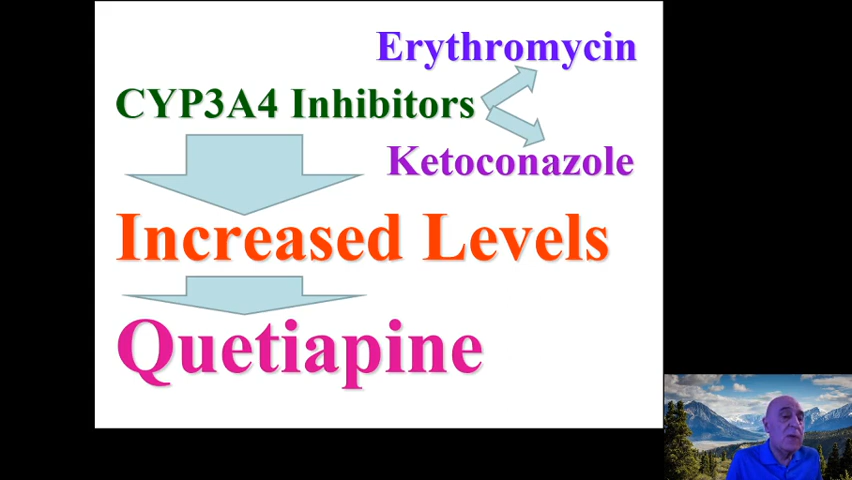 Erythromycin
CYP3A4 Inhibitors
Ketoconazole
Increased Levels
Quetiapine